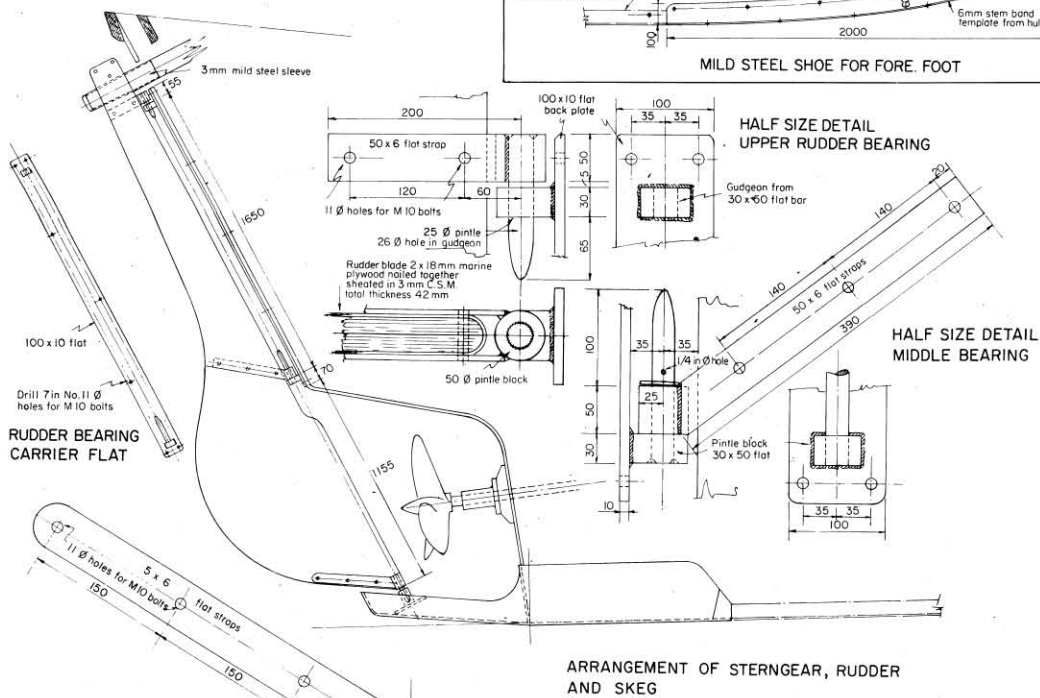 6mm stem band
template from hul
100
2000
MILD STEEL SHOE FOR FORE. FOOT
3mm mild steel sleeve
55
1650
100 x 10 flat
Drill 7 in No. 11 Ø
holes for M 10 bolts
RUDDER BEARING
CARRIER FLAT
200
50 x 6 flat strap
120
60
11 Ø holes for M 10 bolts
25 Ø pintle
26 Ø hole in gudgeon
100 x 10 flat
back plate
50
5
30
65
100
35
35
HALF SIZE DETAIL
UPPER RUDDER BEARING
Gudgeon from
30 x 60 flat bar
Rudder blade 2 x 18mm marine
plywood nailed together
sheated in 3mm C.S.M.
total thickness 42mm
50 Ø pintle block
70
1155
100
50
30
35
35
1/4 in Ø hole
25
Pintle block
30 x 50 flat
10
20
140
140
50 x 6 flat straps
390
HALF SIZE DETAIL
MIDDLE BEARING
35
35
100
5 x 6
flat straps
11 Ø holes for M10 bolts
150
150
ARRANGEMENT OF STERNGEAR, RUDDER
AND SKEG